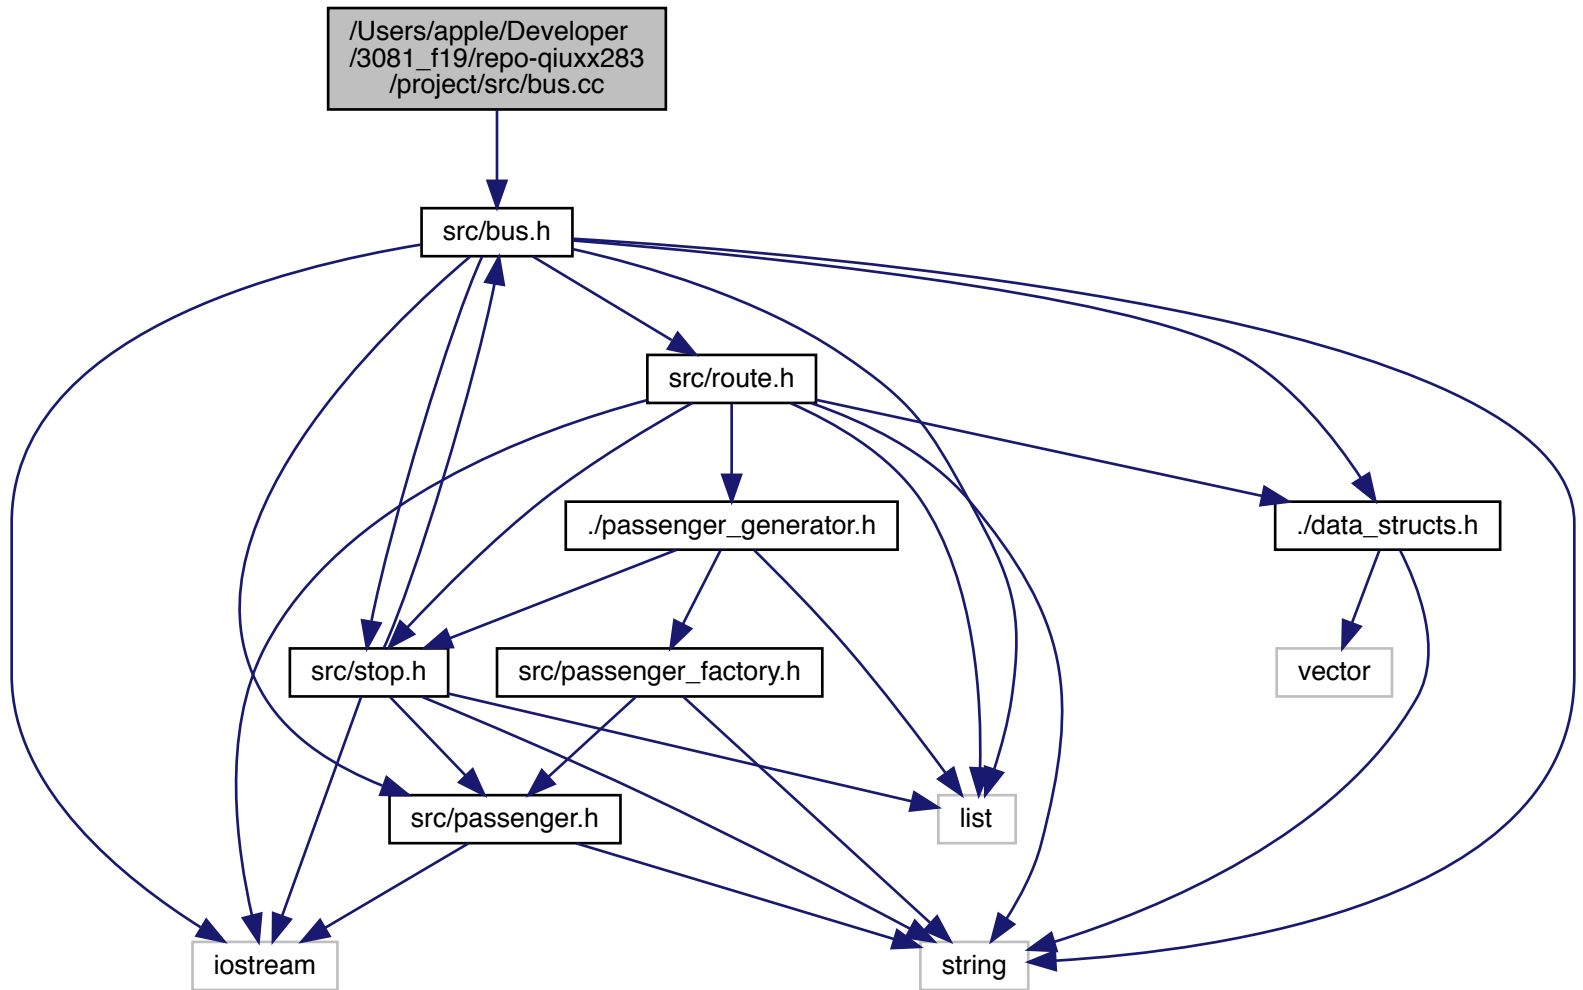 /Users/apple/Developer
/3081_f19/repo-qiuxx283
/project/src/bus.cc
src/bus.h
src/route.h
./passenger_generator.h
./data_structs.h
src/stop.h
src/passenger_factory.h
vector
src/passenger.h
list
iostream
string